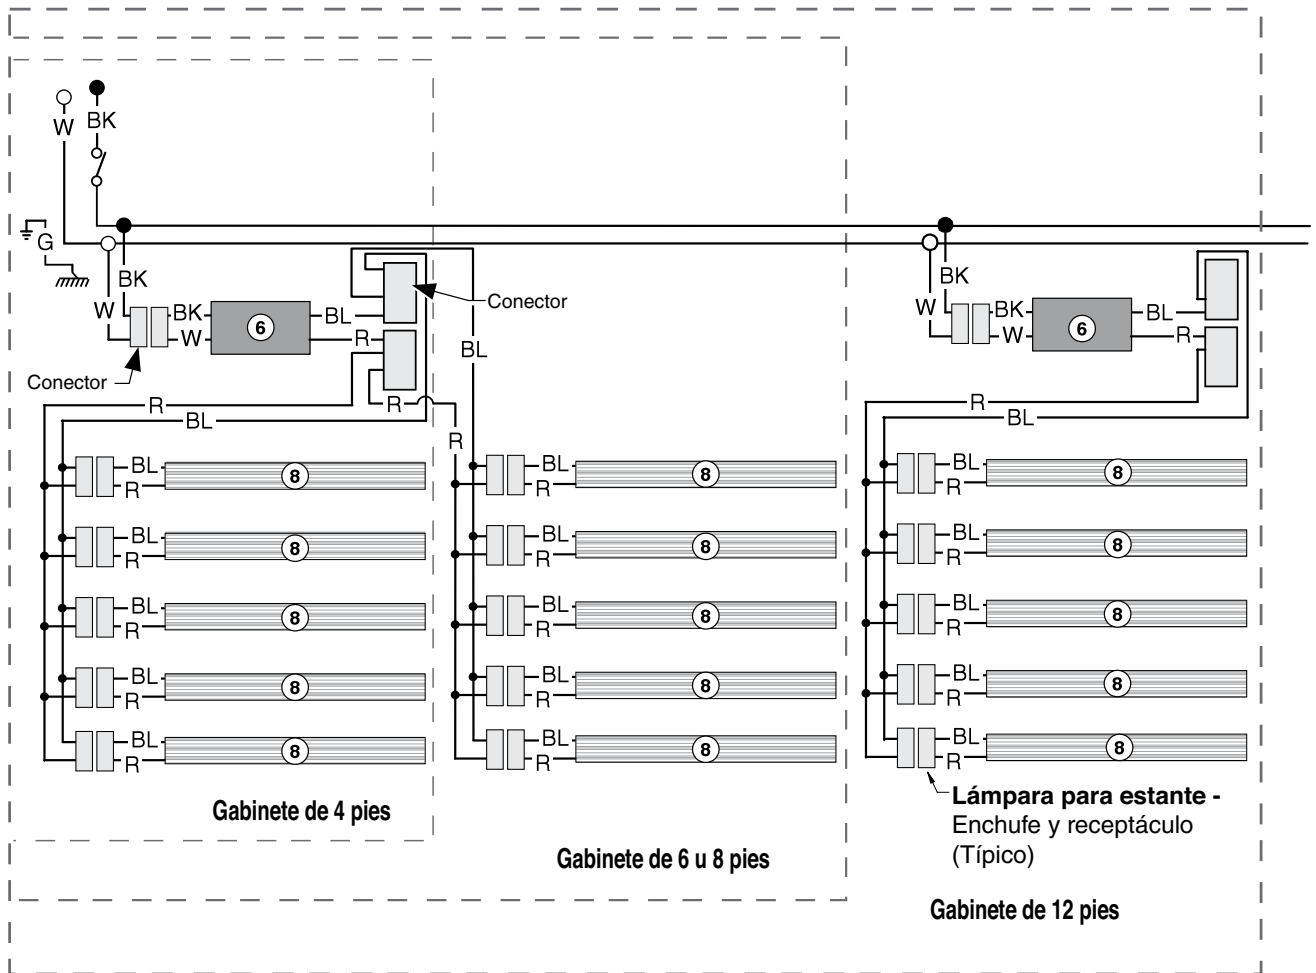 W
BK
G
BK
W
BK
W
6
BL
R
Conector
Conector
BL
R
BL
R
R
BK
W
BK
W
6
BL
R
R
BL
BL
R
8
BL
R
8
BL
R
8
BL
R
8
BL
R
8
BL
R
8
BL
R
8
BL
R
8
BL
R
8
BL
R
8
BL
R
8
BL
R
8
BL
R
8
BL
R
8
BL
R
8
Gabinete de 4 pies
Gabinete de 6 u 8 pies
Lámpara para estante -
Enchufe y receptáculo
(Típico)
Gabinete de 12 pies